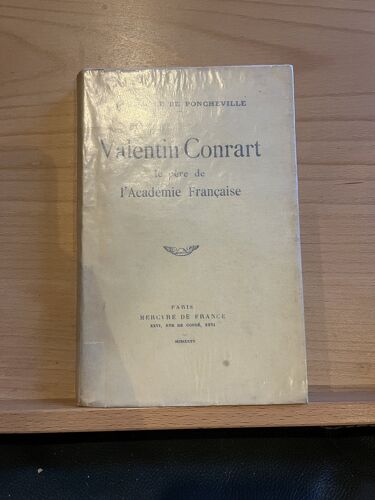 DE PONCHEVILLE
Valentin Conrart
le père de
l'Académie Française
PARIS
MERCVRE DE FRANCE
XXVI, RVE DE CONDÉ, XXVI